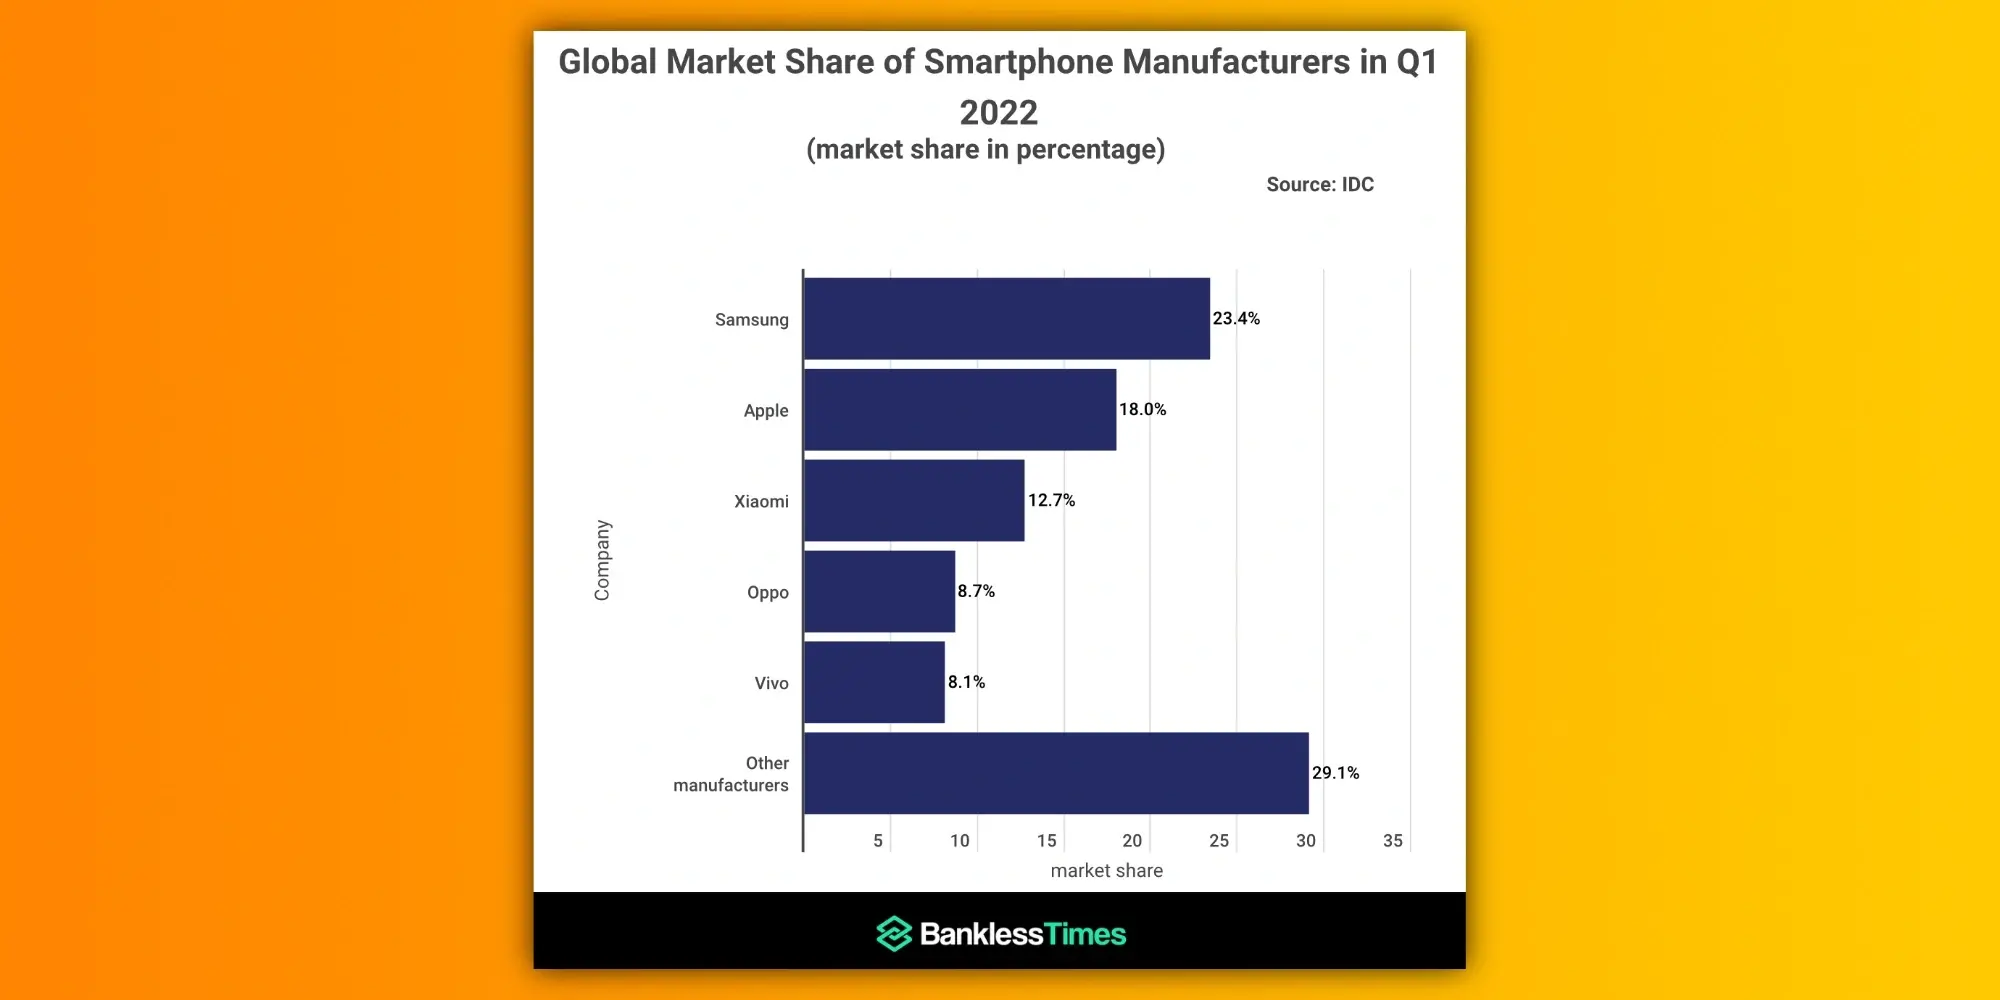 Global Market Share of Smartphone Manufacturers in Q1
2022
(market share in percentage)
Source: IDC
Company
Samsung
23.4%
Apple
18.0%
Xiaomi
12.7%
Oppo
8.7%
Vivo
8.1%
Other
manufacturers
29.1%
5 10 15 20 25 30 35
market share
BanklessTimes